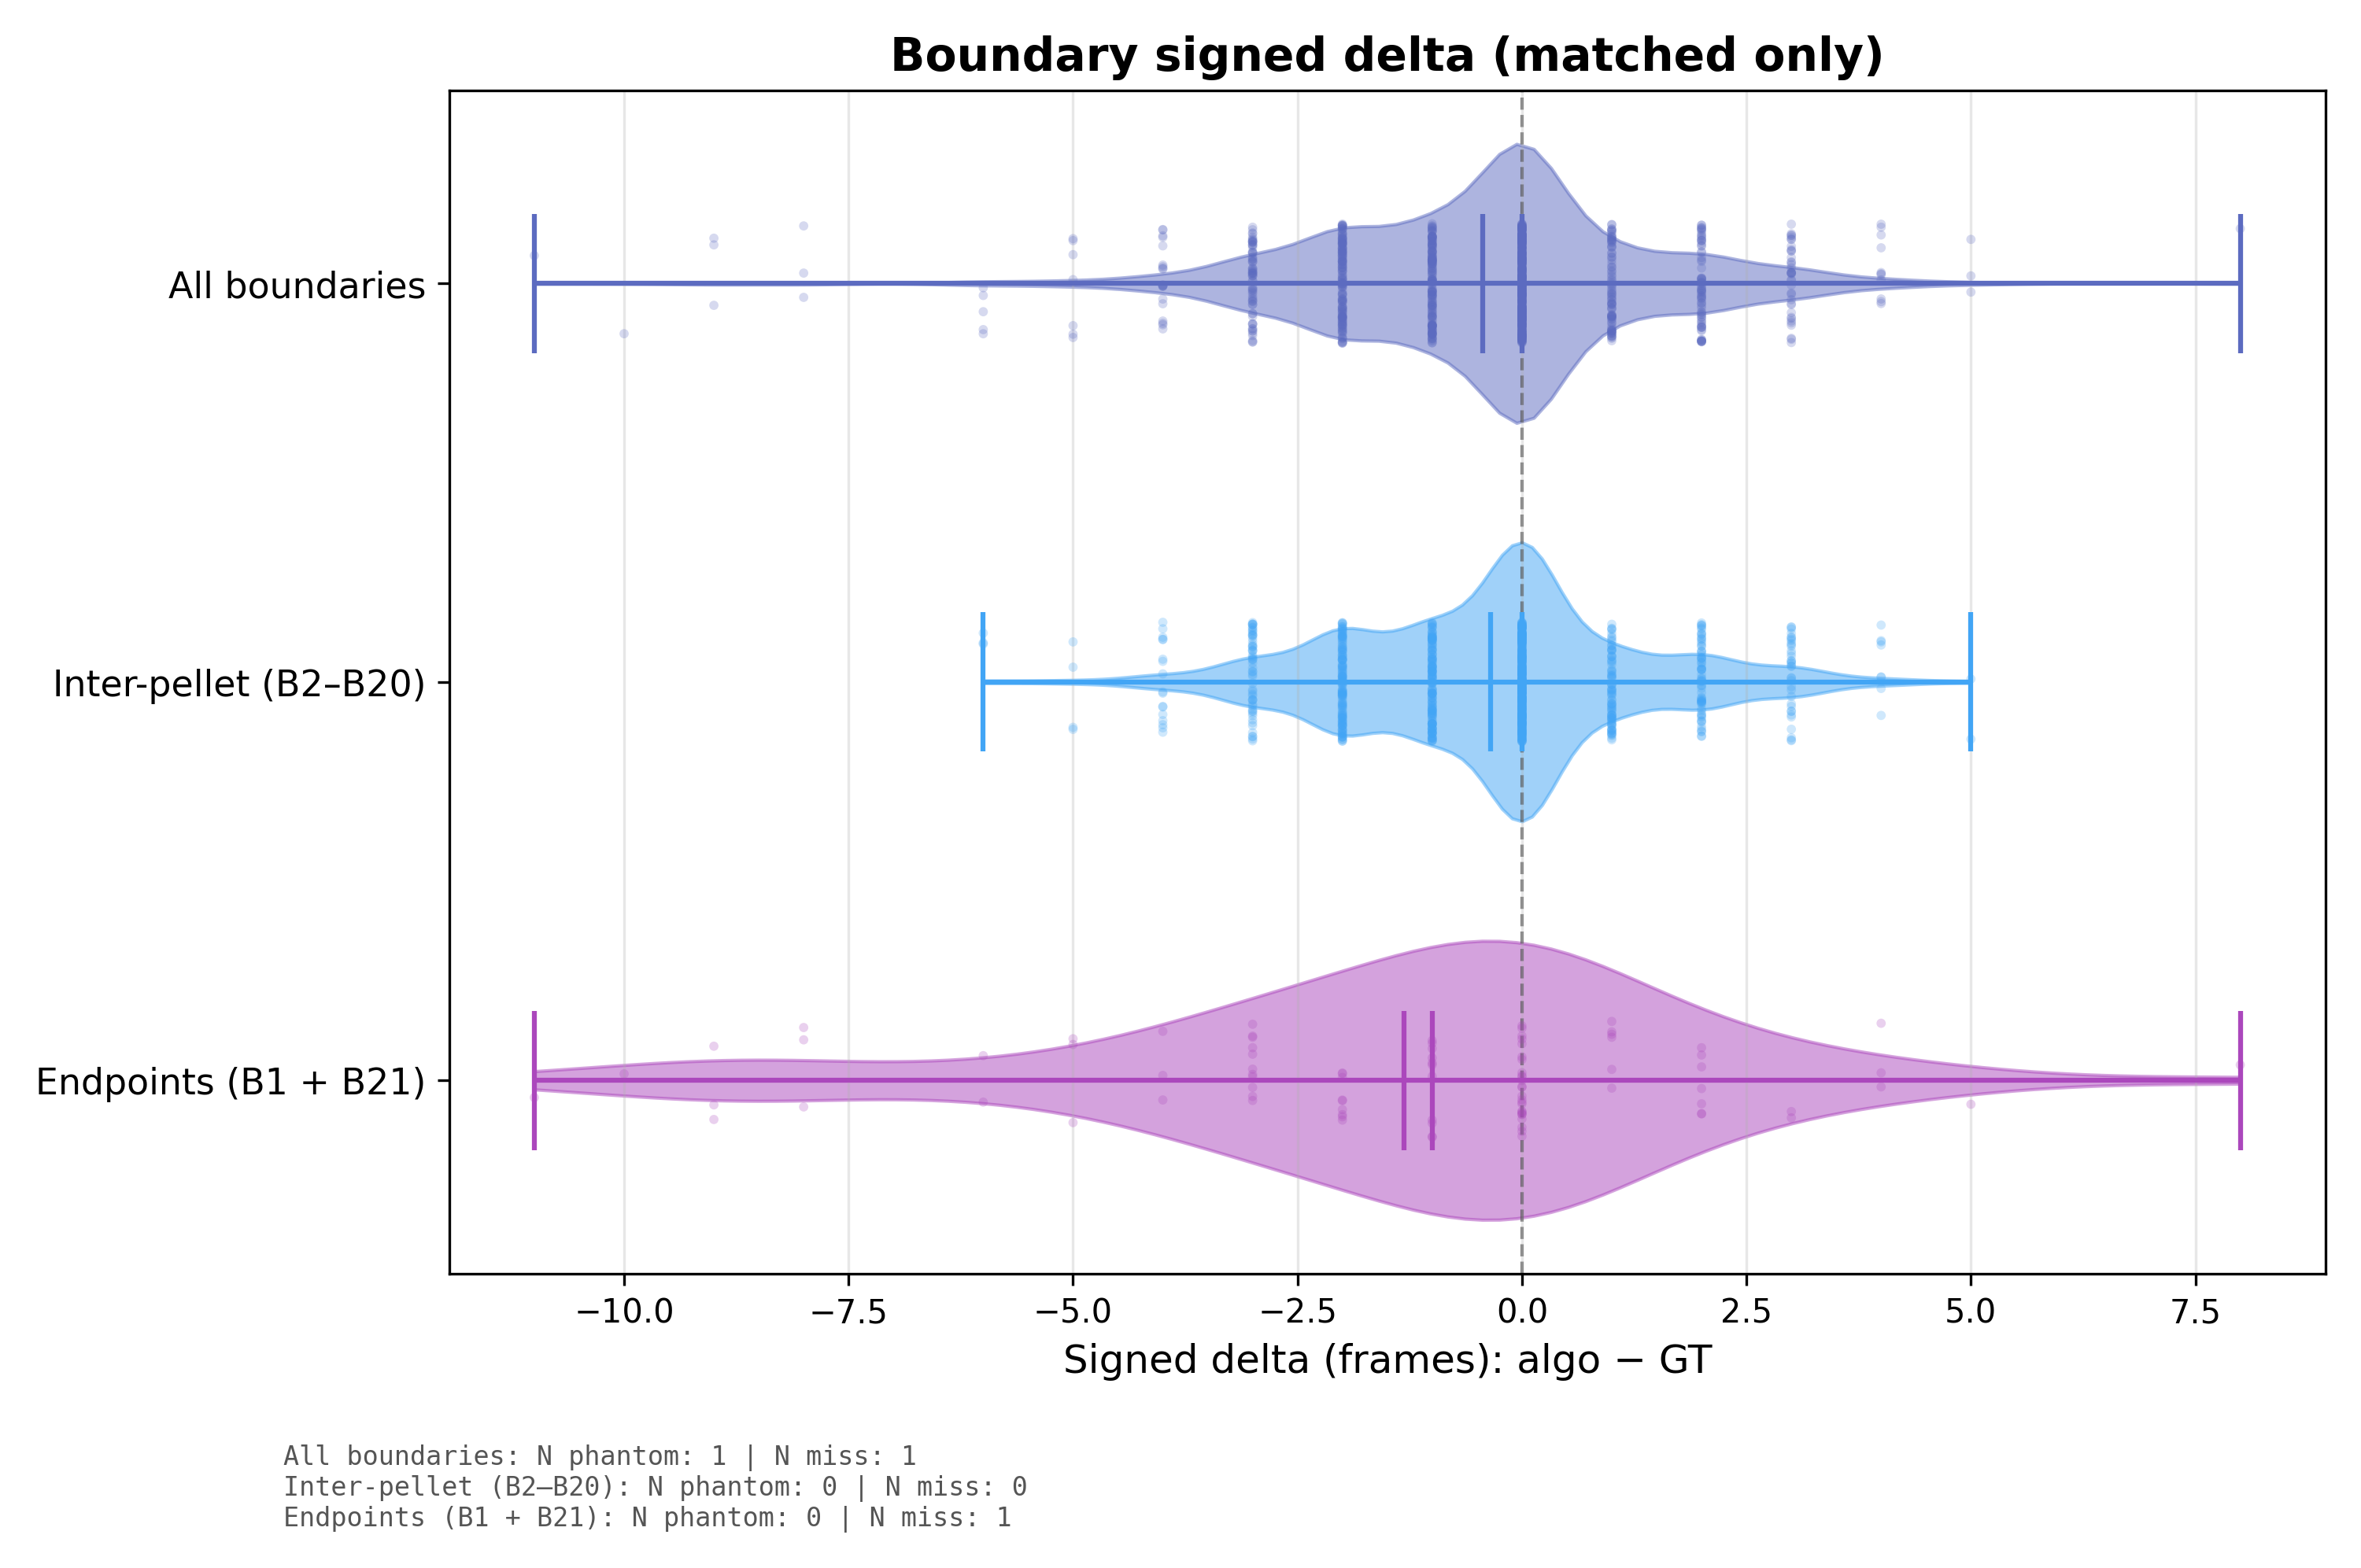 Boundary signed delta (matched only)
All boundaries
Inter-pellet (B2–B20)
Endpoints (B1 + B21)
−10.0 −7.5 −5.0 −2.5 0.0 2.5 5.0 7.5
Signed delta (frames): algo − GT
All boundaries: N phantom: 1 | N miss: 1
Inter-pellet (B2–B20): N phantom: 0 | N miss: 0
Endpoints (B1 + B21): N phantom: 0 | N miss: 1